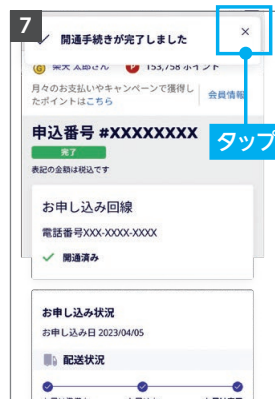 7
✓ 開通手続きが完了しました ×
楽天 太郎さん 153,758 ポイント
月々のお支払いやキャンペーンで獲得し
たポイントはこちら
会員情報
申込番号 #XXXXXXXX
完了
タップ
表記の金額は税込です
お申し込み回線
電話番号XXX-XXXX-XXXX
✓ 開通済み
お申し込み状況
お申し込み日 2023/04/05
配送状況